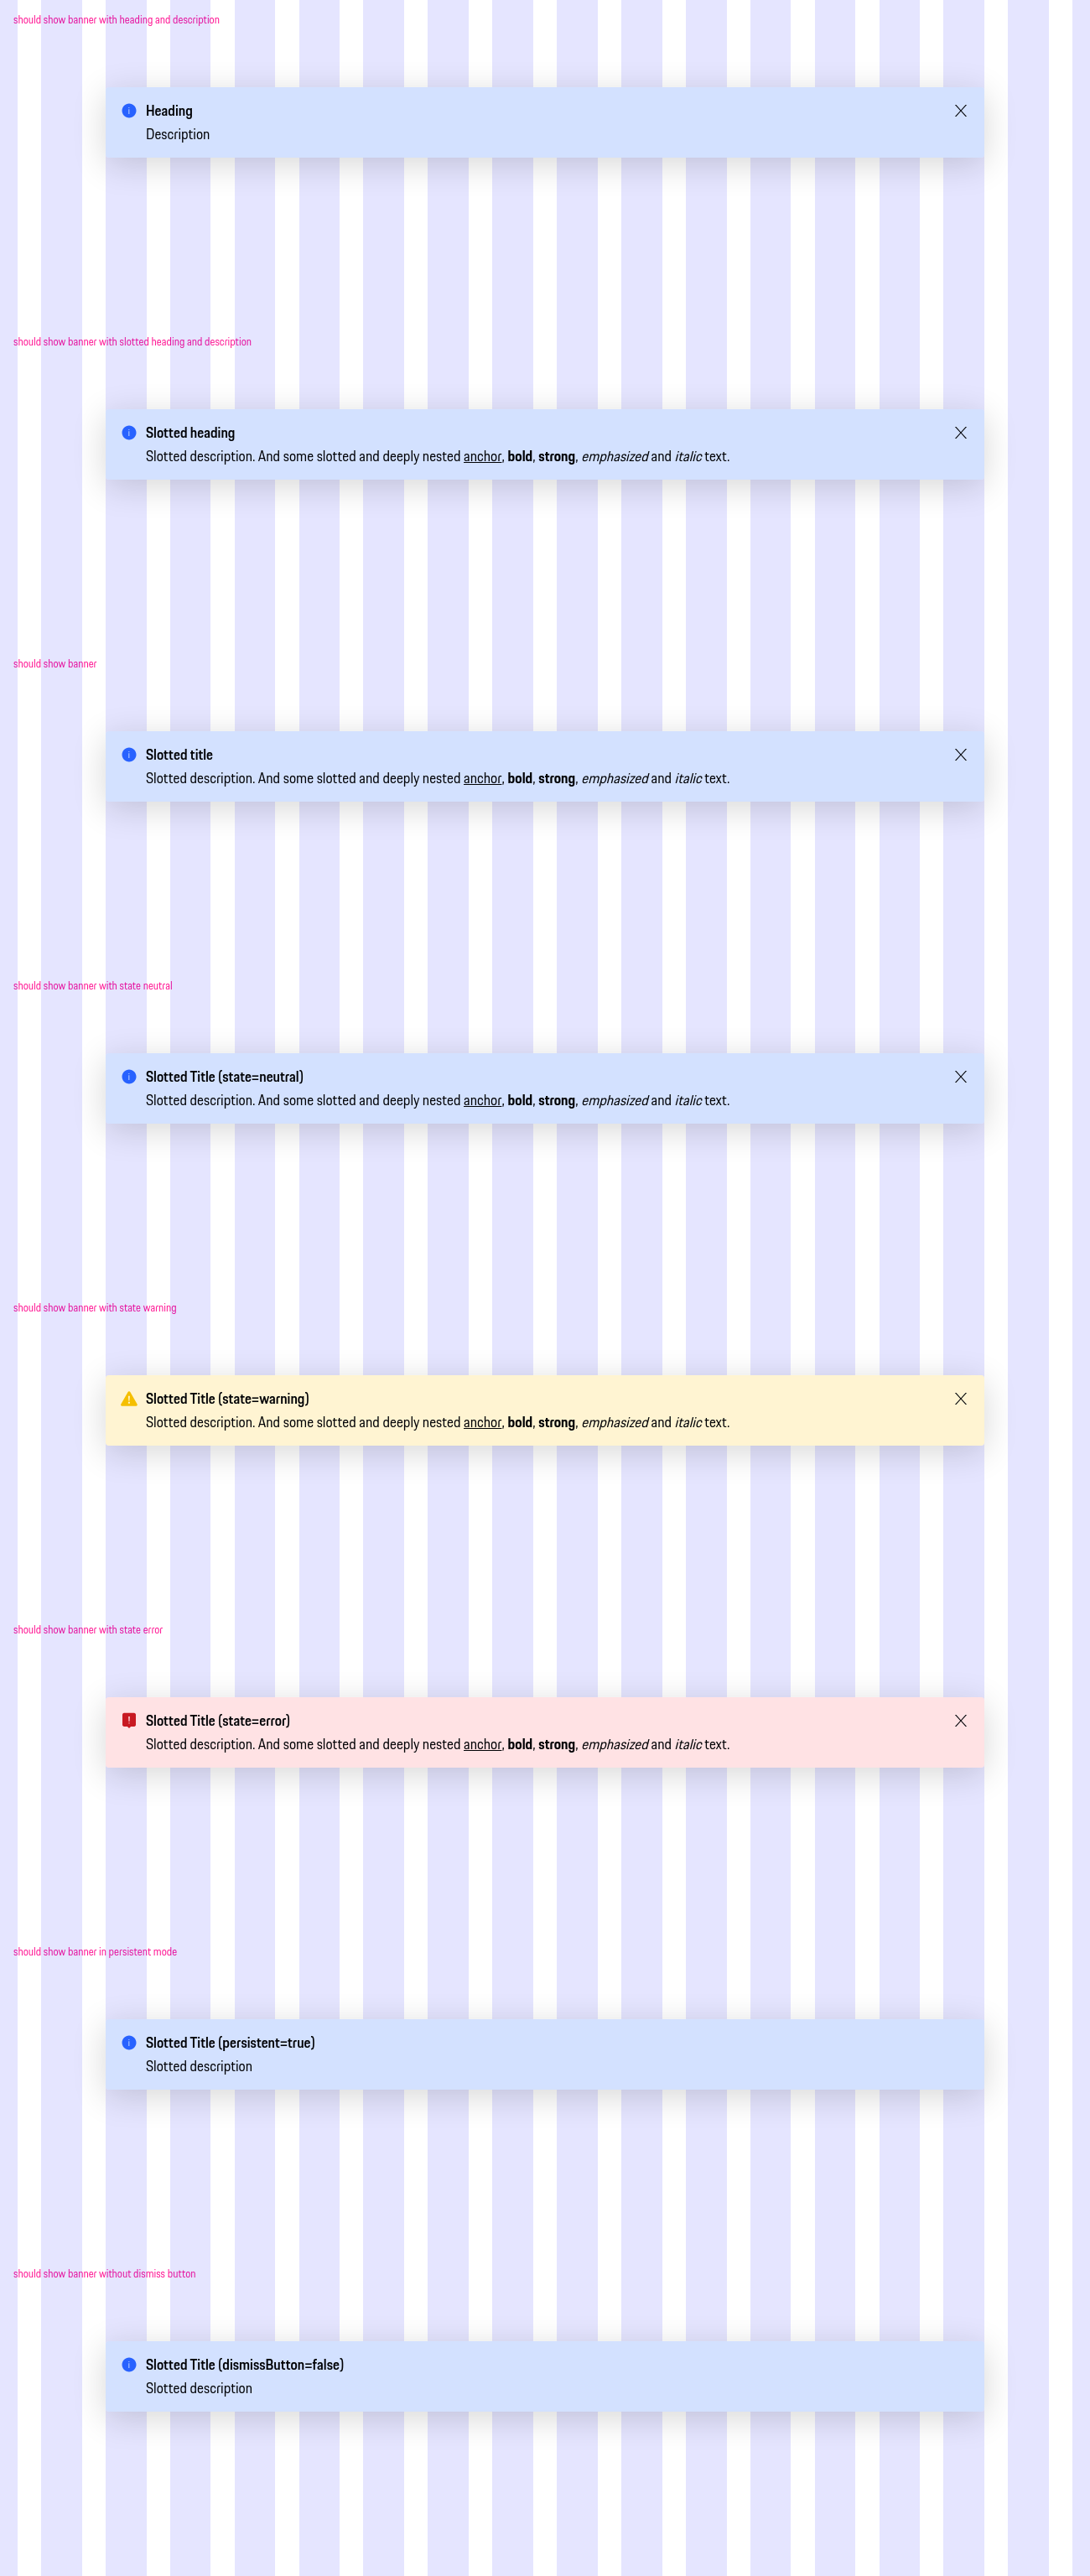 should show banner with heading and description
Heading
Description
should show banner with slotted heading and description
Slotted heading
Slotted description. And some slotted and deeply nested anchor, bold, strong, emphasized and italic text.
should show banner
Slotted title
Slotted description. And some slotted and deeply nested anchor, bold, strong, emphasized and italic text.
should show banner with state neutral
Slotted Title (state=neutral)
Slotted description. And some slotted and deeply nested anchor, bold, strong, emphasized and italic text.
should show banner with state warning
Slotted Title (state=warning)
Slotted description. And some slotted and deeply nested anchor, bold, strong, emphasized and italic text.
should show banner with state error
Slotted Title (state=error)
Slotted description. And some slotted and deeply nested anchor, bold, strong, emphasized and italic text.
should show banner in persistent mode
Slotted Title (persistent=true)
Slotted description
should show banner without dismiss button
Slotted Title (dismissButton=false)
Slotted description